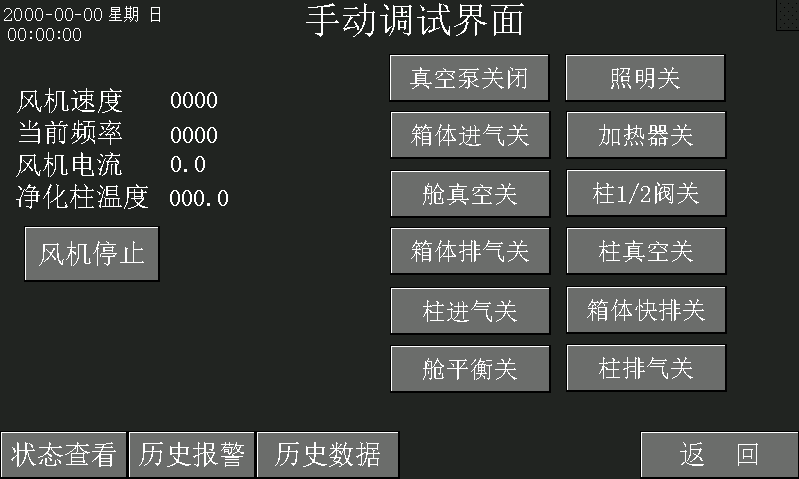 2000-00-00 星期 日
00:00:00
手动调试界面
风机速度 0000
当前频率 0000
风机电流 0.0
净化柱温度 000.0
风机停止
真空泵关闭 照明关
箱体进气关 加热器关
舱真空关 柱1/2阀关
箱体排气关 柱真空关
柱进气关 箱体快排关
舱平衡关 柱排气关
状态查看 历史报警 历史数据 返 回